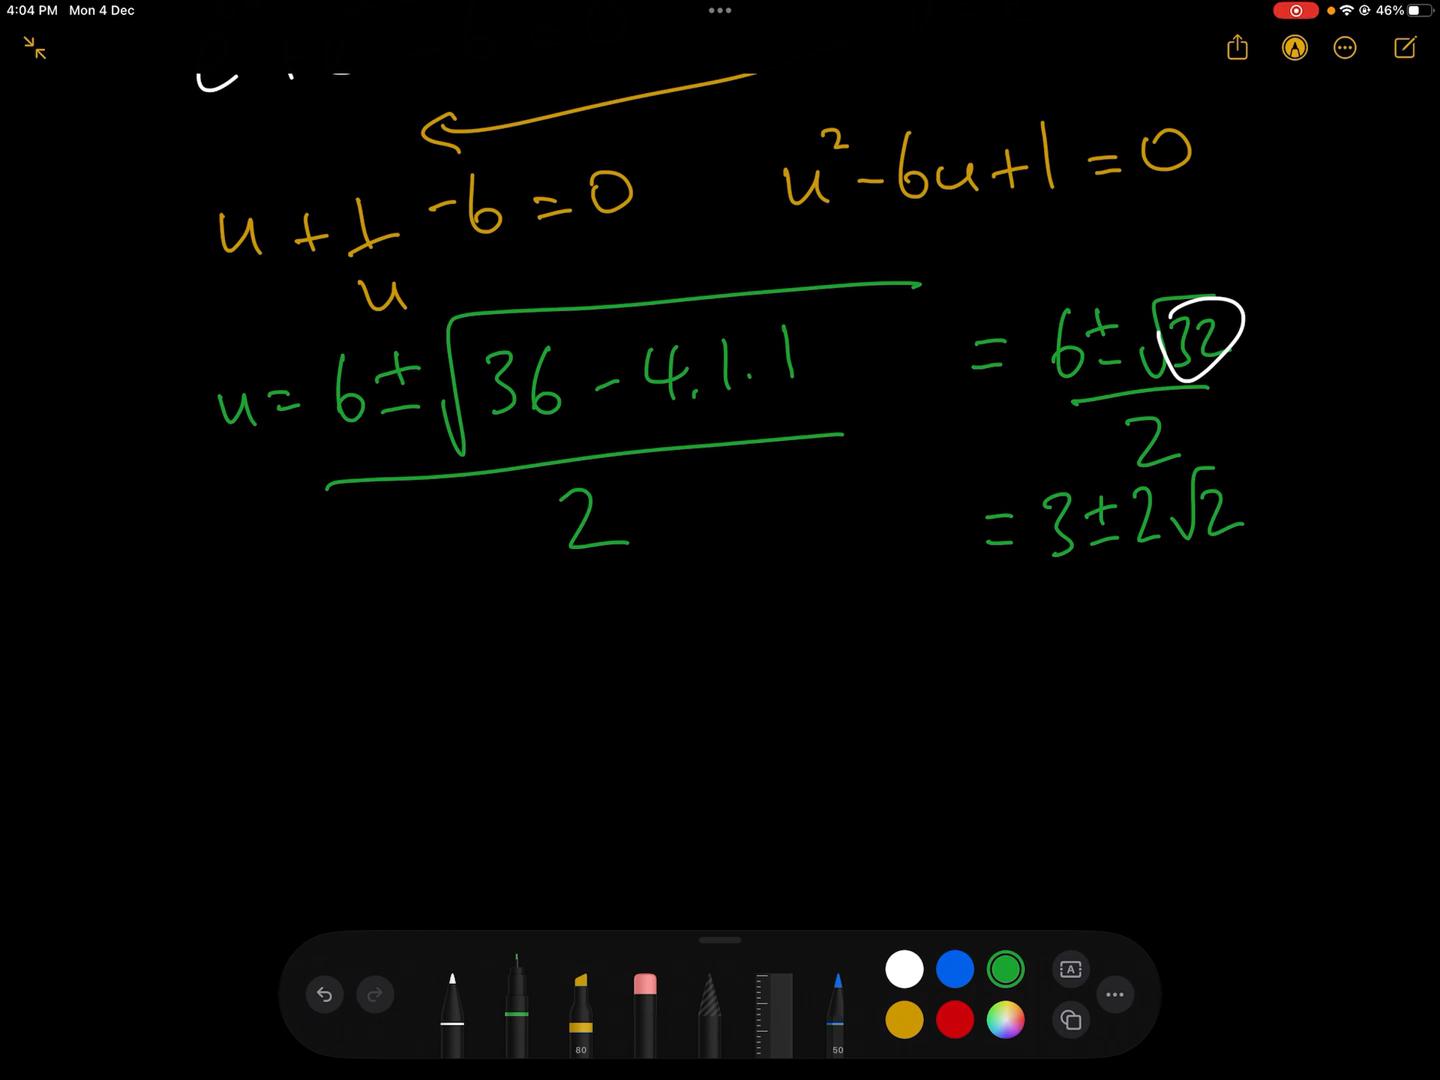 4:04 PM Mon 4 Dec
46%
u + 1/u - 6 = 0
u² - 6u + 1 = 0
u = (6 ± √(36 - 4.1.1))/2
= (6 ± √32)/2
= 3 ± 2√2
80
50
A